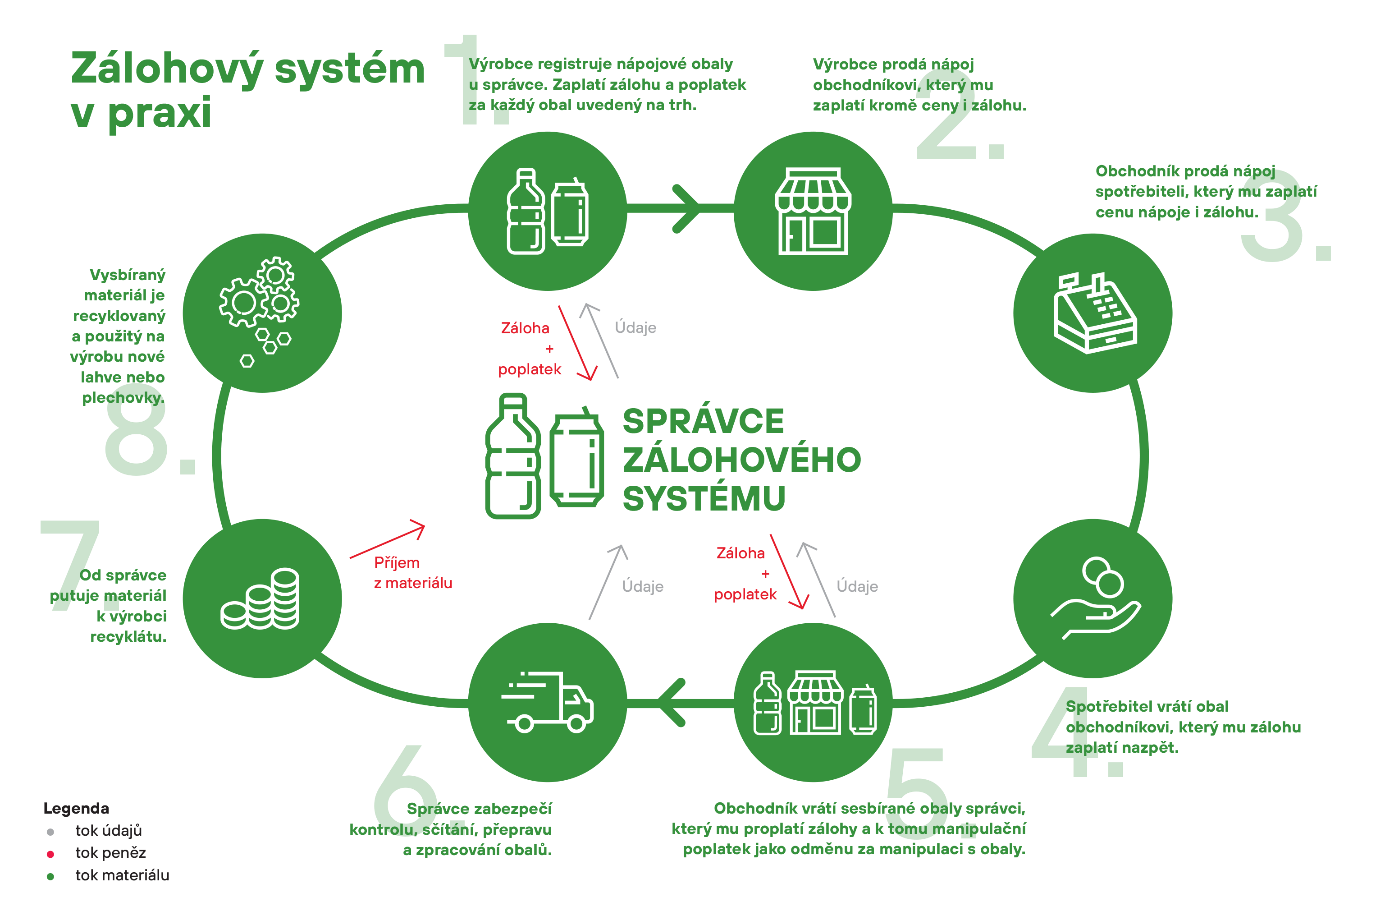 Zálohový systém
v praxi
1.
Výrobce registruje nápojové obaly
u správce. Zaplatí zálohu a poplatek
za každý obal uvedený na trh.
2.
Výrobce prodá nápoj
obchodníkovi, který mu
zaplatí kromě ceny i zálohu.
3.
Obchodník prodá nápoj
spotřebiteli, který mu zaplatí
cenu nápoje i zálohu.
4.
Spotřebitel vrátí obal
obchodníkovi, který mu zálohu
zaplatí nazpět.
5.
Obchodník vrátí sesbírané obaly správci,
který mu proplatí zálohy a k tomu manipulační
poplatek jako odměnu za manipulaci s obaly.
6.
Správce zabezpečí
kontrolu, sčítání, přepravu
a zpracování obalů.
7.
Od správce
putuje materiál
k výrobci
recyklátu.
8.
Vysbíraný
materiál je
recyklovaný
a použitý na
výrobu nové
lahve nebo
plechovky.
Záloha
+
poplatek
Údaje
SPRÁVCE
ZÁLOHOVÉHO
SYSTÉMU
Příjem
z materiálu
Údaje
Záloha
+
poplatek
Údaje
Legenda
tok údajů
tok peněz
tok materiálu